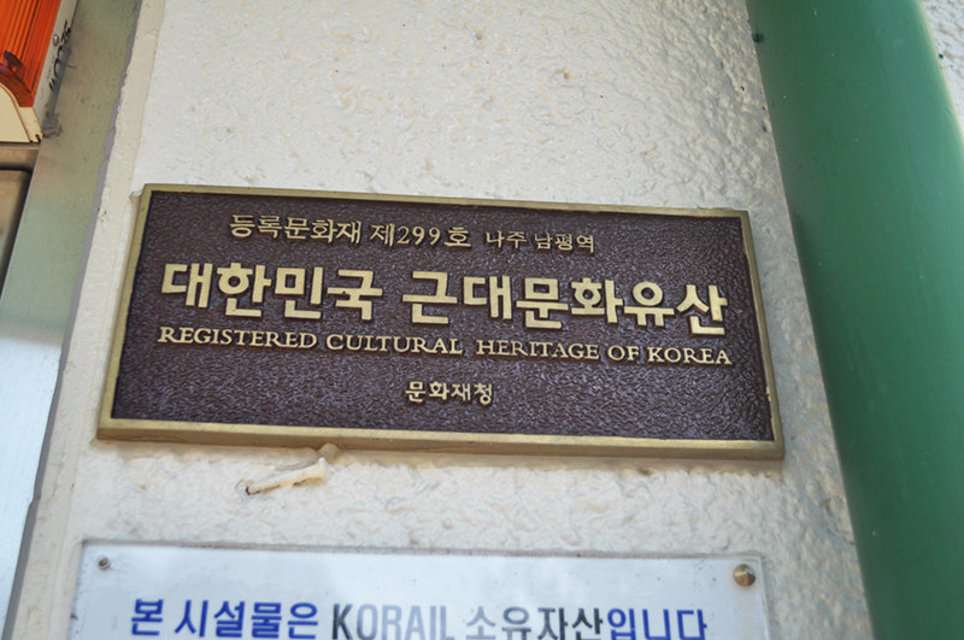 등록문화재 제299호 나주 남평역
대한민국 근대문화유산
REGISTERED CULTURAL HERITAGE OF KOREA
문화재청
본 시설물은 KORAIL 소유자산입니다